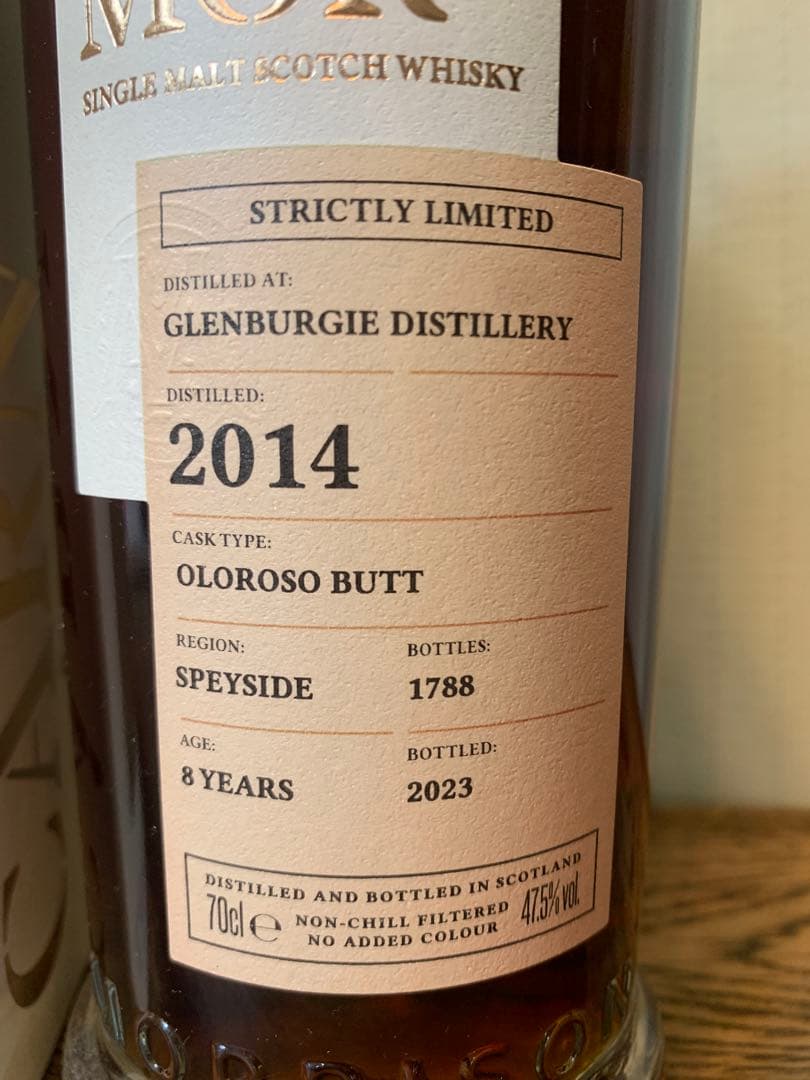 MOR
SINGLE MALT SCOTCH WHISKY
STRICTLY LIMITED
DISTILLED AT:
GLENBURGIE DISTILLERY
DISTILLED:
2014
CASK TYPE:
OLOROSO BUTT
REGION:
SPEYSIDE
BOTTLES:
1788
AGE:
8 YEARS
BOTTLED:
2023
DISTILLED AND BOTTLED IN SCOTLAND
70cl e NON-CHILL FILTERED 47.5% vol.
NO ADDED COLOUR
MORRISON